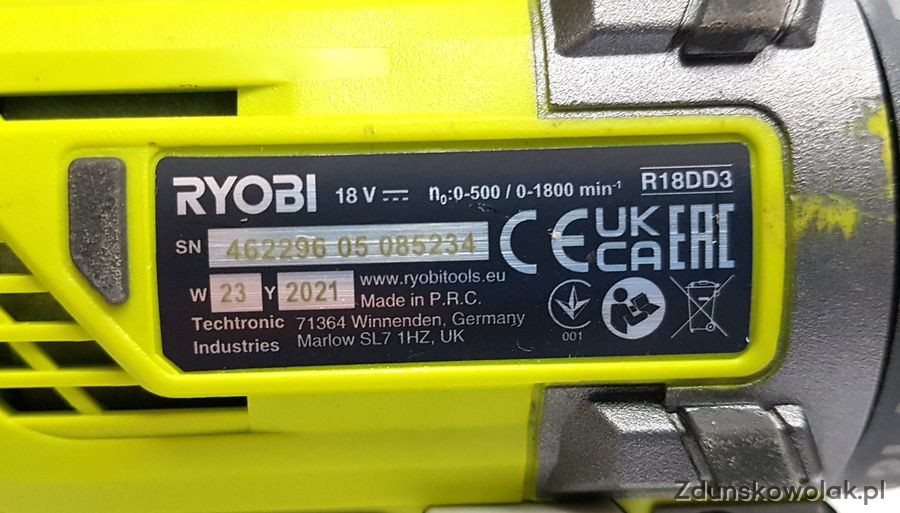 RYOBI 18 V n₀:0-500 / 0-1800 min⁻¹ R18DD3
SN 462296 05 085234 CE UK CA EAC
W 23 Y 2021 www.ryobitools.eu
Made in P.R.C.
Techtronic 71364 Winnenden, Germany
Industries Marlow SL7 1HZ, UK
001
Zdunskowolak.pl